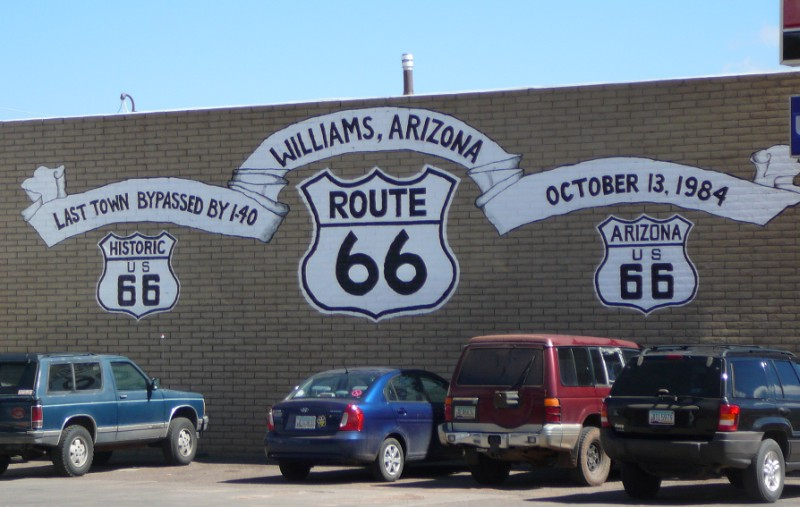 WILLIAMS, ARIZONA
LAST TOWN BYPASSED BY I-40
OCTOBER 13, 1984
HISTORIC
US
66
ROUTE
66
ARIZONA
US
66